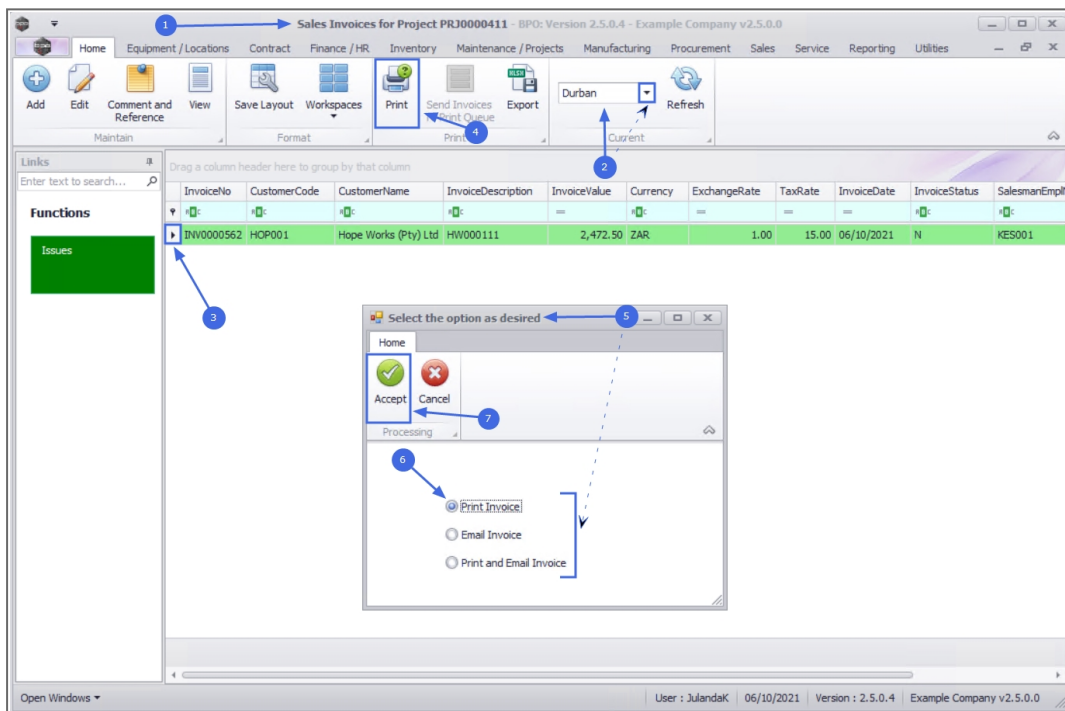 1
Sales Invoices for Project PRJ0000411 - BPO: Version 2.5.0.4 - Example Company v2.5.0.0
Home Equipment / Locations Contract Finance / HR Inventory Maintenance / Projects Manufacturing Procurement Sales Service Reporting Utilities
Add Edit Comment and Reference View Save Layout Workspaces Print Send Invoices Print Queue Export Durban Refresh
4
2
Maintain Format Print Current
Links
Enter text to search...
Drag a column header here to group by that column
InvoiceNo CustomerCode CustomerName InvoiceDescription InvoiceValue Currency ExchangeRate TaxRate InvoiceDate InvoiceStatus SalesmanEmpl
Functions
INV0000562 HOP001 Hope Works (Pty) Ltd HW000111 2,472.50 ZAR 1.00 15.00 06/10/2021 N KES001
Issues
3
Select the option as desired
5
Home
Accept Cancel
7
Processing
6
Print Invoice
Email Invoice
Print and Email Invoice
Open Windows User : JulandaK 06/10/2021 Version : 2.5.0.4 Example Company v2.5.0.0